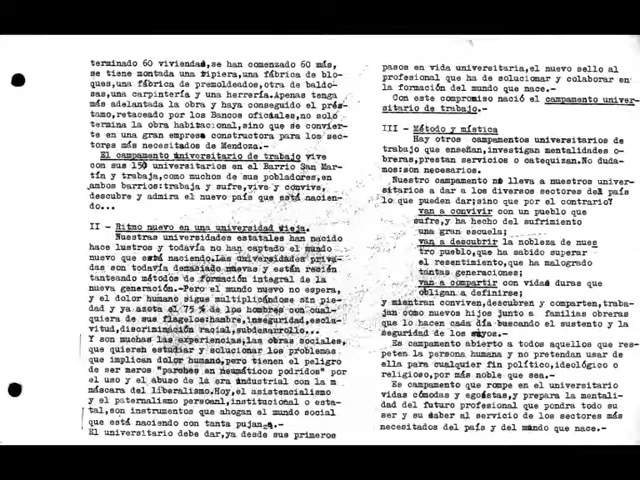 terminado 60 viviendas,se han comenzado 60 más,
se tiene montada una ripiera,una fábrica de blo-
ques,una fábrica de premoldeados,otra de baldo-
sas,una carpintería y una herrería.Apenas tenga
más adelantada la obra y haya conseguido el prés-
tamo,retaceado por los Bancos oficiales,no solo
termina la obra habitacional,sino que se convier-
te en una gran empresa constructora para los sec-
tores más necesitados de Mendoza.-
El campamento universitario de trabajo vive
con sus 150 universitarios en el Barrio San Mar-
tín y trabaja,como muchos de sus pobladores,en
ambos barrios:trabaja y sufre,vive y convive,
descubre y admira el nuevo país que está nacien-
do...
II - Ritmo nuevo en una universidad vieja.
Nuestras universidades estatales han nacido
hace lustros y todavía no han captado el mundo
nuevo que está naciendo.Las universidades priva-
das son todavía demasiado nuevas y están recién
tanteando métodos de formación integral de la
nueva generación.-Pero el mundo nuevo no espera,
y el dolor humano sigue multiplicándose sin pie-
dad y ya azota el 75 % de los hombres con cual-
quiera de sus flagelos:hambre,inseguridad,escla-
vitud,discriminación racial,subdesarrollo...
Y son muchas las experiencias,las obras sociales,
que quieren estudiar y solucionar los problemas
que implican dolor humano,pero tienen el peligro
de ser meros "parches en neumáticos podridos" por
el uso y el abuso de la era industrial con la m
máscara del liberalismo.Hoy,el asistencialismo
y el paternalismo personal,institucional o esta-
tal,son instrumentos que ahogan el mundo social
que está naciendo con tanta pujanza.-
El universitario debe dar,ya desde sus primeros
pasos en vida universitaria,el nuevo sello al
profesional que ha de solucionar y colaborar en
la formación del mundo que nace.-
Con este compromiso nació el campamento univer-
sitario de trabajo.-
III - Método y mística
Hay otros campamentos universitarios de
trabajo que enseñan,investigan mentalidades o-
breras,prestan servicios o catequizan.No duda-
mos:son necesarios.
Nuestro campamento no lleva a nuestros univer-
sitarios a dar a los diversos sectores del país
lo que pueden dar;sino que por el contrario
van a convivir con un pueblo que
sufre,y ha hecho del sufrimiento
una gran escuela;
van a descubrir la nobleza de nues
tro pueblo,que ha sabido superar
el resentimiento,que ha malogrado
tantas generaciones;
van a compartir con vidas duras que
obligan a definirse;
y mientras conviven,descubren y comparten,traba-
jan como nuevos hijos junto a familias obreras
que lo hacen cada día buscando el sustento y la
seguridad de los suyos.-
Es campamento abierto a todos aquellos que res-
peten la persona humana y no pretendan usar de
ella para cualquier fin político,ideológico o
religioso,por más noble que sea.-
Es campamento que rompe en el universitario
vidas cómodas y egoístas,y prepara la mentali-
dad del futuro profesional que pondra todo su
ser y su saber al servicio de los sectores más
necesitados del país y del mundo que nace.-